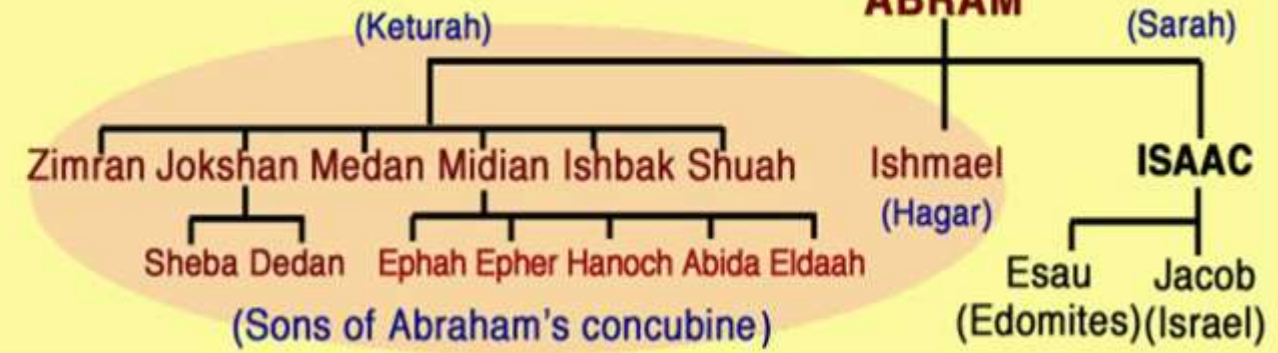 ABRAM
(Keturah) (Sarah)
Zimran Jokshan Medan Midian Ishbak Shuah Ishmael ISAAC
(Hagar)
Sheba Dedan Ephah Epher Hanoch Abida Eldaah Esau Jacob
(Sons of Abraham's concubine) (Edomites) (Israel)